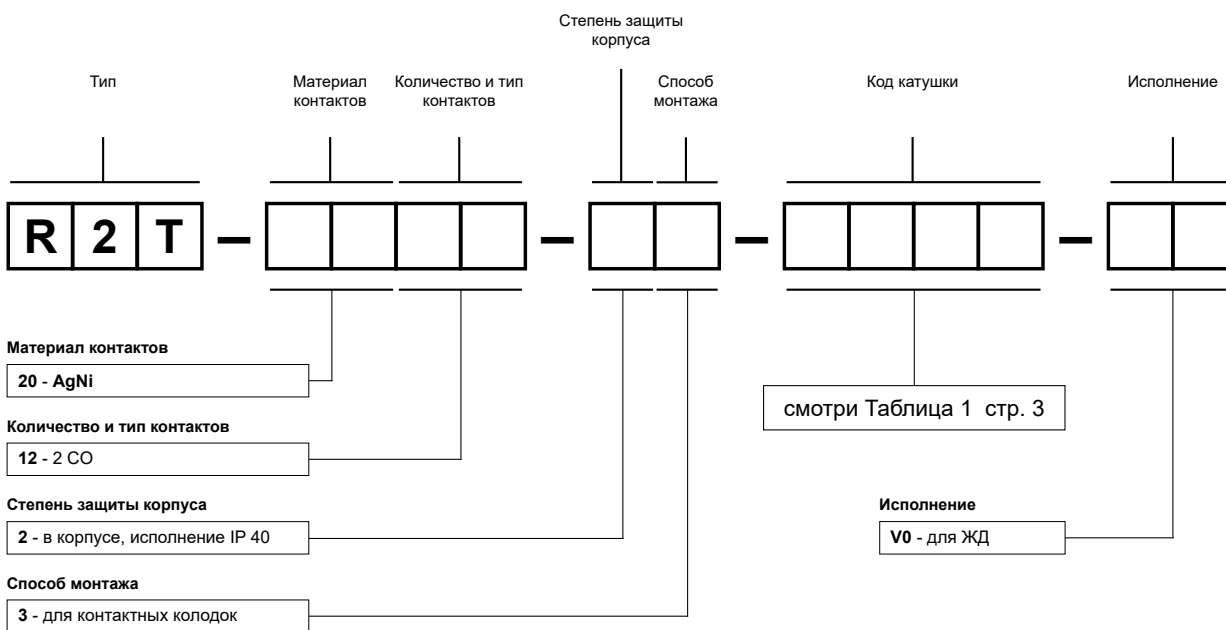 Степень защиты
корпуса
Тип
Материал
контактов
Количество и тип
контактов
Способ
монтажа
Код катушки
Исполнение
R 2 T – – – –
Материал контактов
20 - AgNi
смотри Таблица 1 стр. 3
Количество и тип контактов
12 - 2 CO
Степень защиты корпуса
2 - в корпусе, исполнение IP 40
Исполнение
V0 - для ЖД
Способ монтажа
3 - для контактных колодок